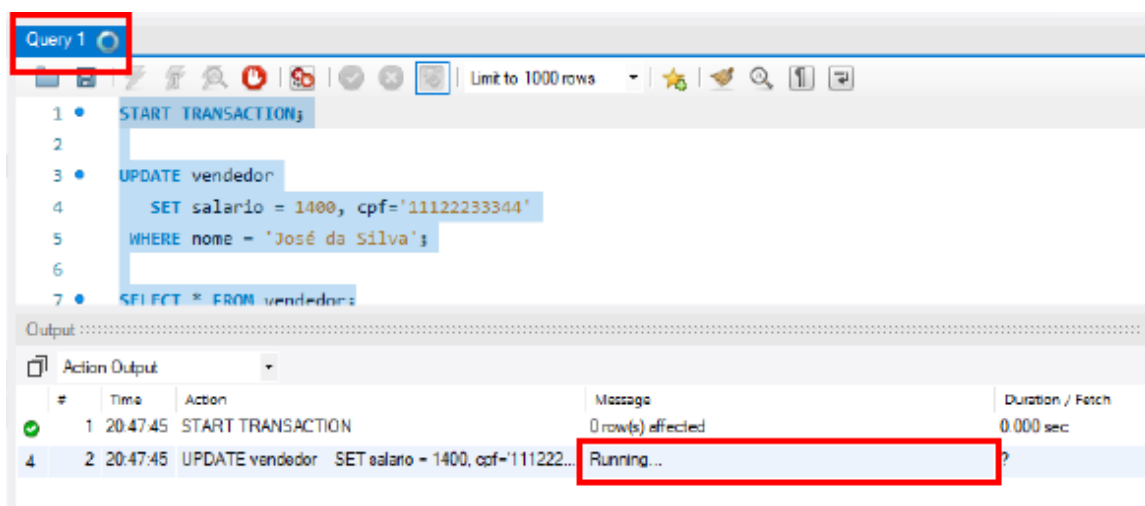 Query 1
Limit to 1000 rows
1 START TRANSACTION;
2
3 UPDATE vendedor
4 SET salario = 1400, cpf='11122233344'
5 WHERE nome = 'José da Silva';
6
7 SELECT * FROM vendedor;
Output
Action Output
# Time Action Message Duration / Fetch
1 20:47:45 START TRANSACTION 0 row(s) affected 0.000 sec
4 2 20:47:45 UPDATE vendedor SET salario = 1400, cpf='111222... Running... ?